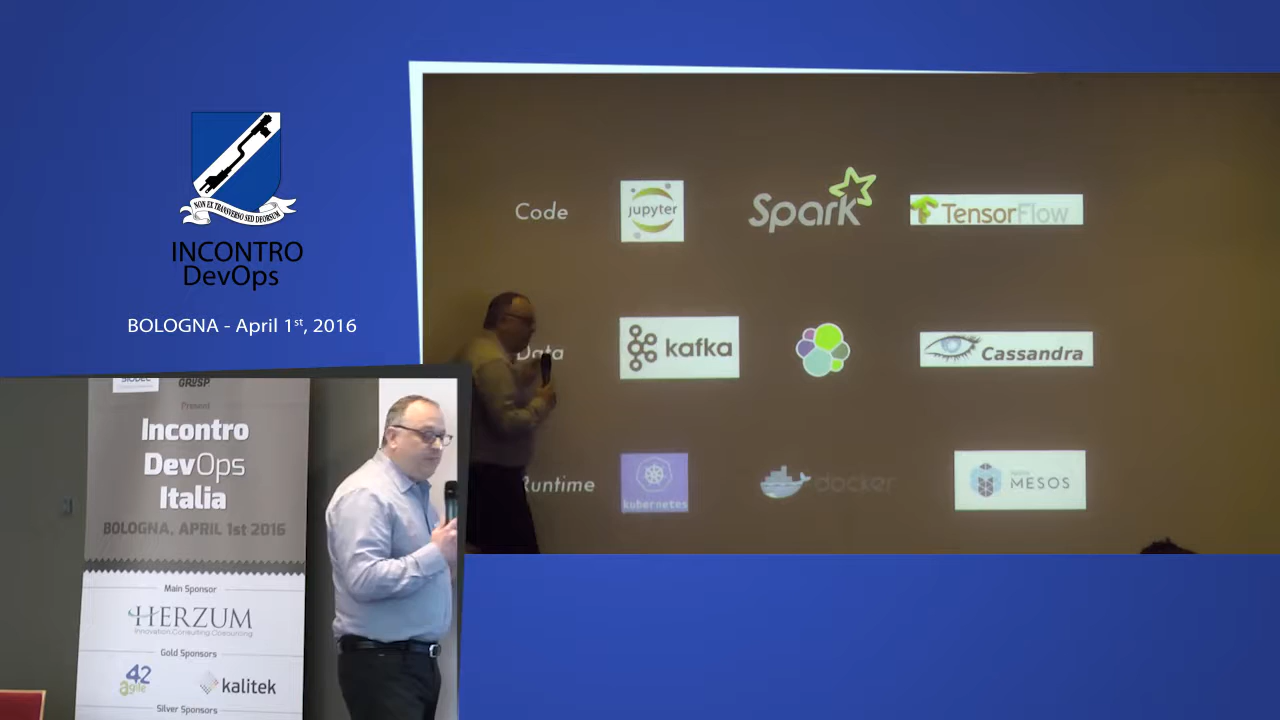 NON EX TRANSVERSO SED DEORSUM
INCONTRO
DevOps
BOLOGNA - April 1st, 2016
Code
jupyter
Spark
TensorFlow
Data
kafka
Cassandra
Runtime
kubernetes
docker
MESOS
GRUSP
Present
Incontro
DevOps
Italia
BOLOGNA, APRIL 1st 2016
Main Sponsor
HERZUM
Innovation, Consulting
Gold Sponsors
42
agile
kalitek
Silver Sponsors